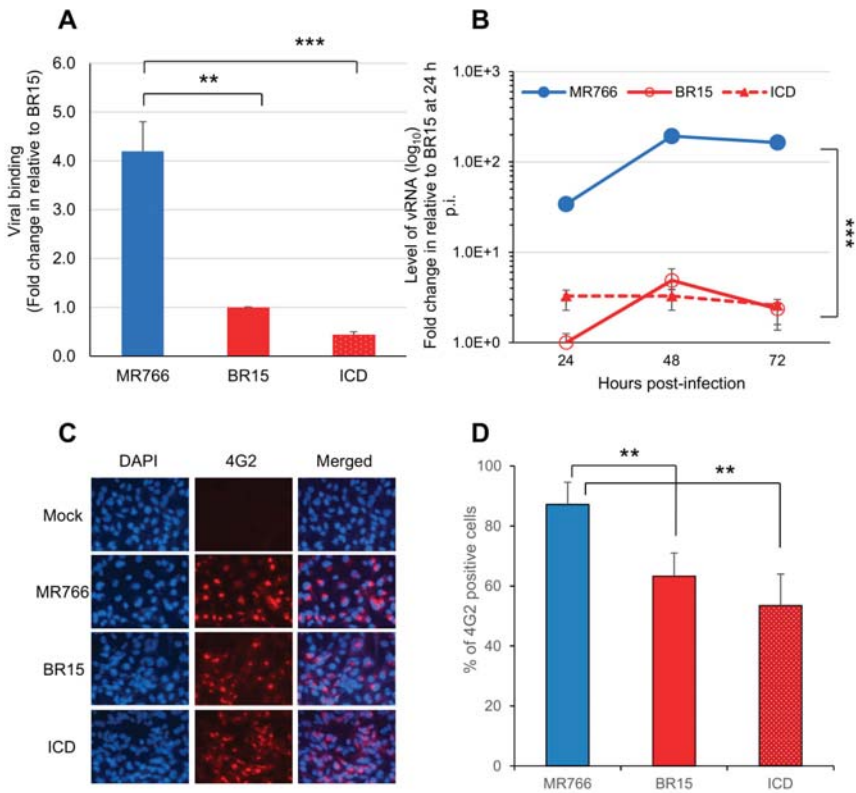 A
***
**
6.0
5.0
4.0
3.0
2.0
1.0
0.0
Viral binding
(Fold change in relative to BR15)
MR766 BR15 ICD
B
1.0E+3
1.0E+2
1.0E+1
1.0E+0
MR766 BR15 ICD
Level of vRNA (log10)
Fold change in relative to BR15 at 24 h
p.i.
***
24 48 72
Hours post-infection
C
DAPI 4G2 Merged
Mock
MR766
BR15
ICD
D
**
**
100
80
60
40
20
0
% of 4G2 positive cells
MR766 BR15 ICD